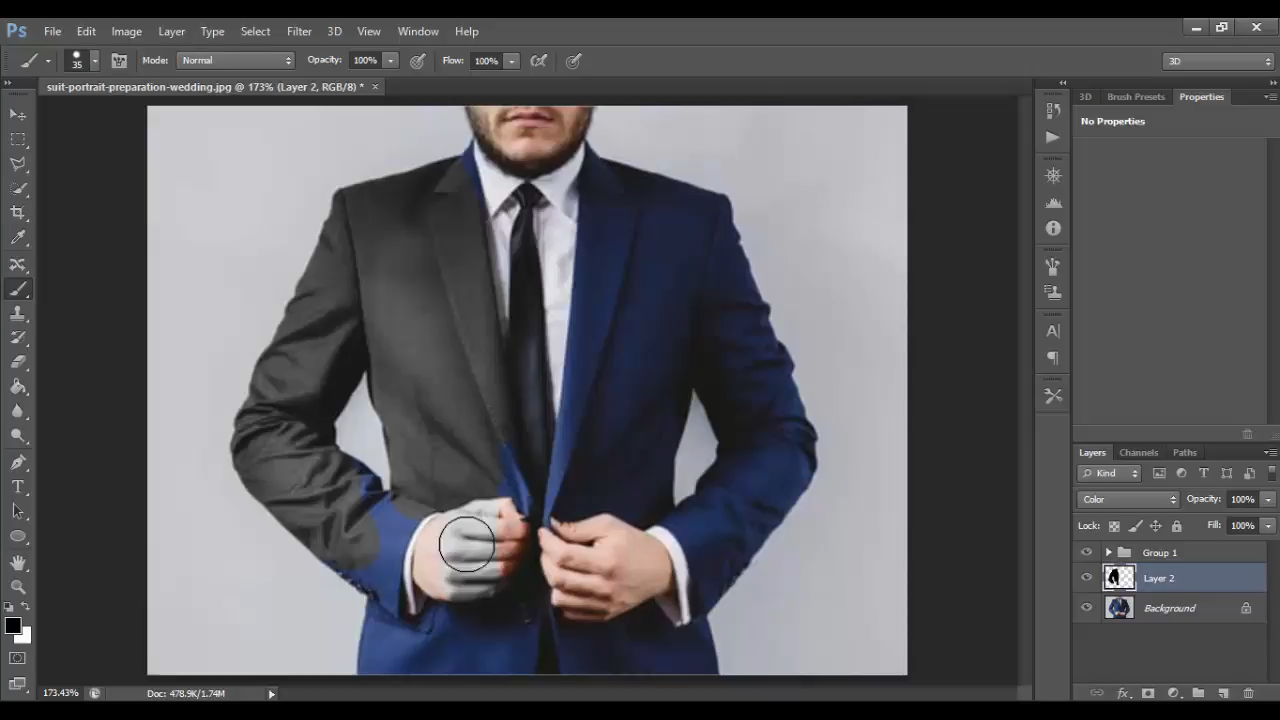 Ps File Edit Image Layer Type Select Filter 3D View Window Help
35 Mode: Normal Opacity: 100% Flow: 100% 3D
suit-portrait-preparation-wedding.jpg @ 173% (Layer 2, RGB/8) * ×
3D Brush Presets Properties
No Properties
Layers Channels Paths
Kind
Color Opacity: 100%
Lock: Fill: 100%
Group 1
Layer 2
Background
173.43% Doc: 478.9K/1.74M